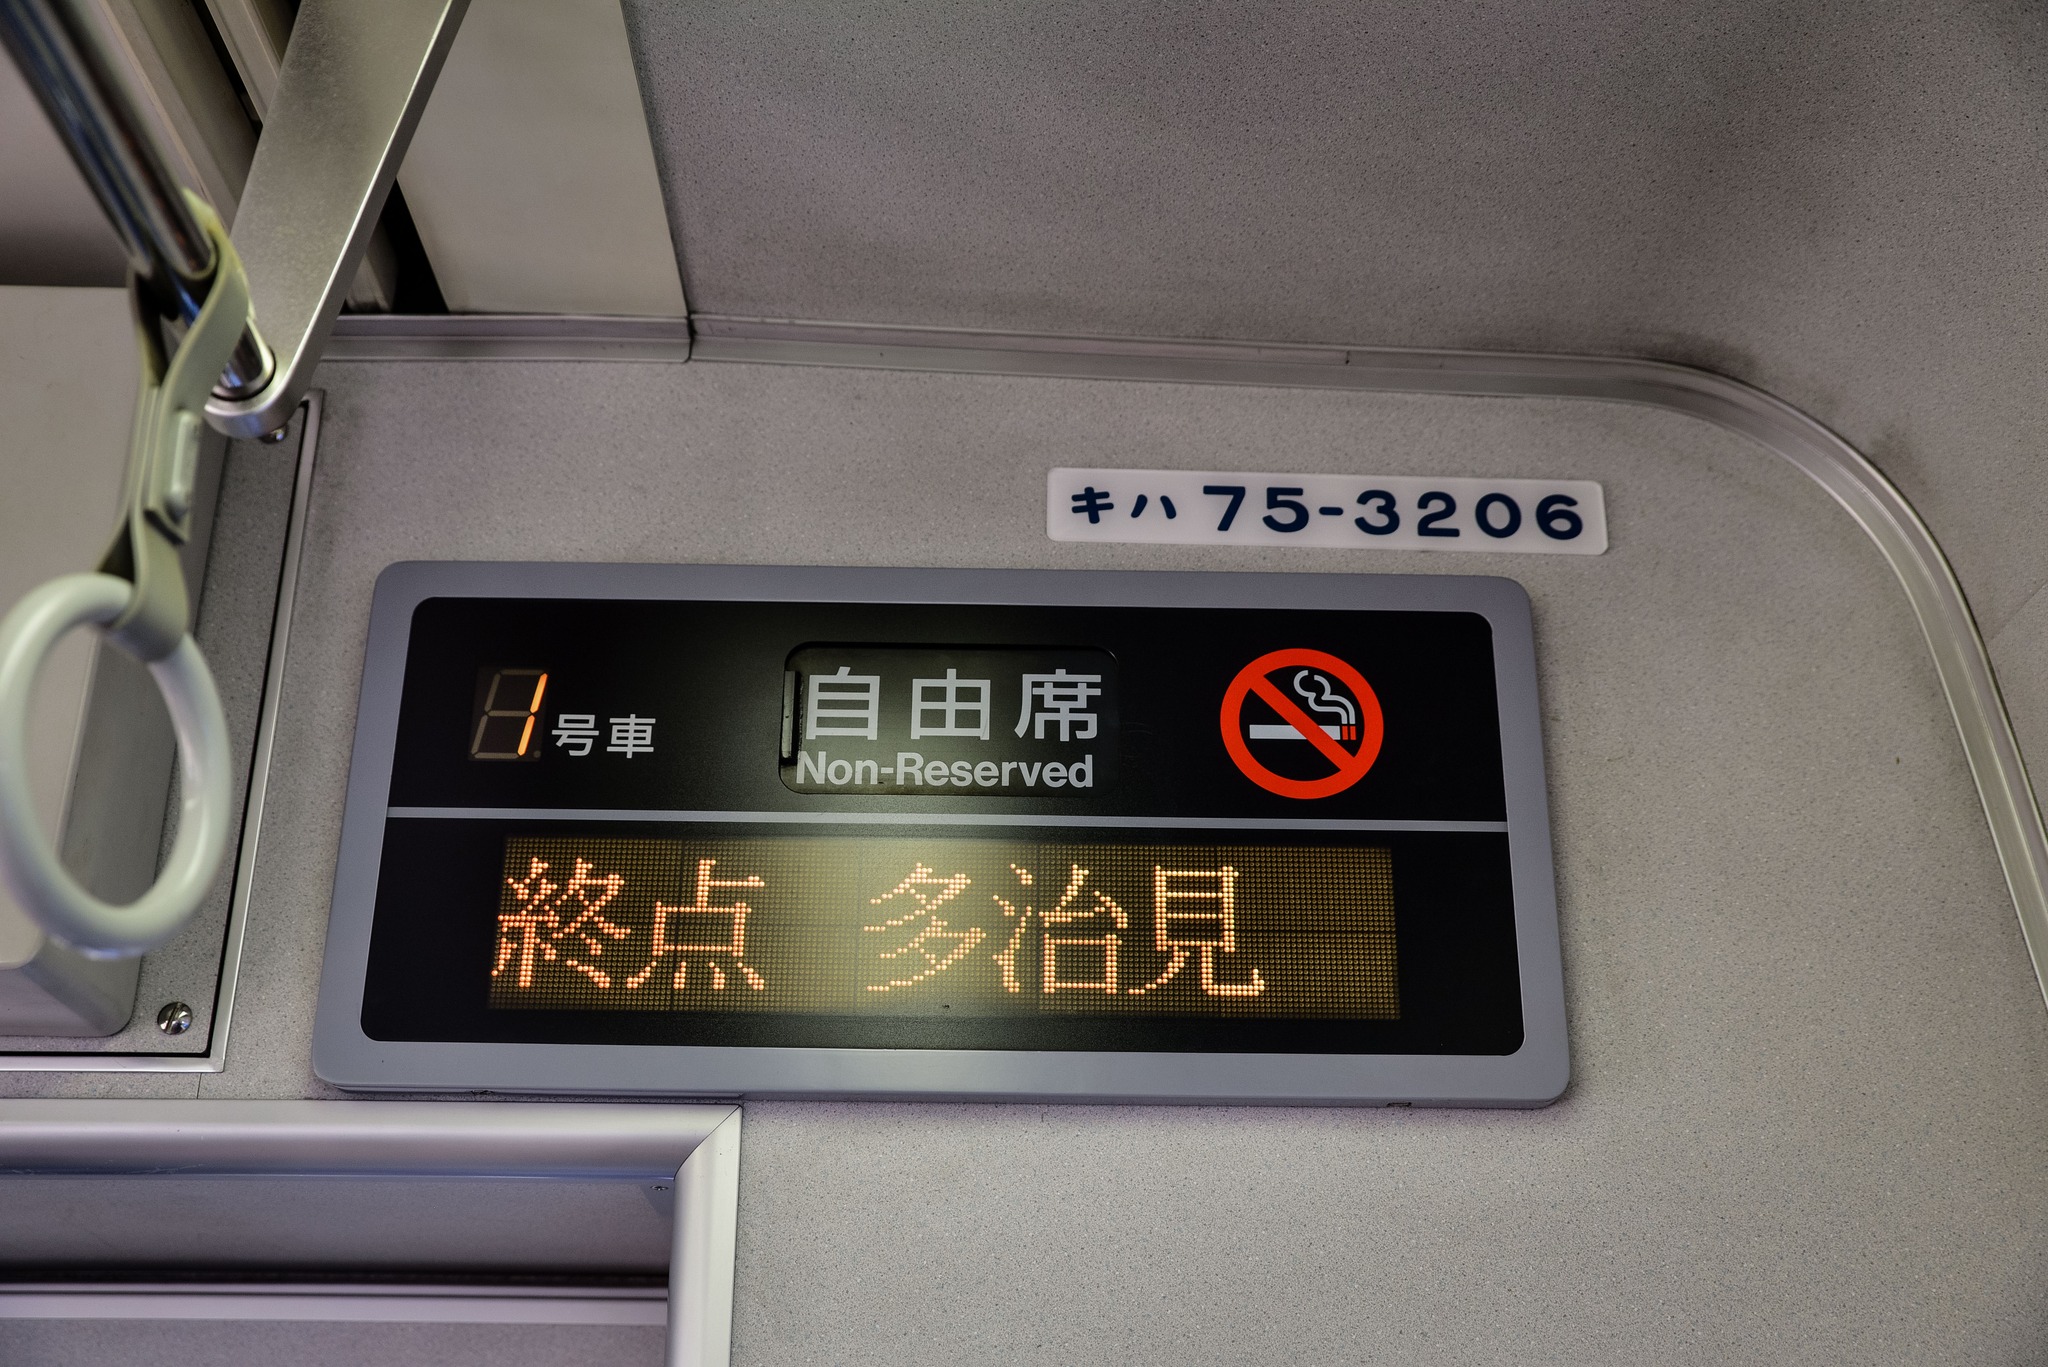 キハ 75-3206
1号車
自由席
Non-Reserved
終点 多治見